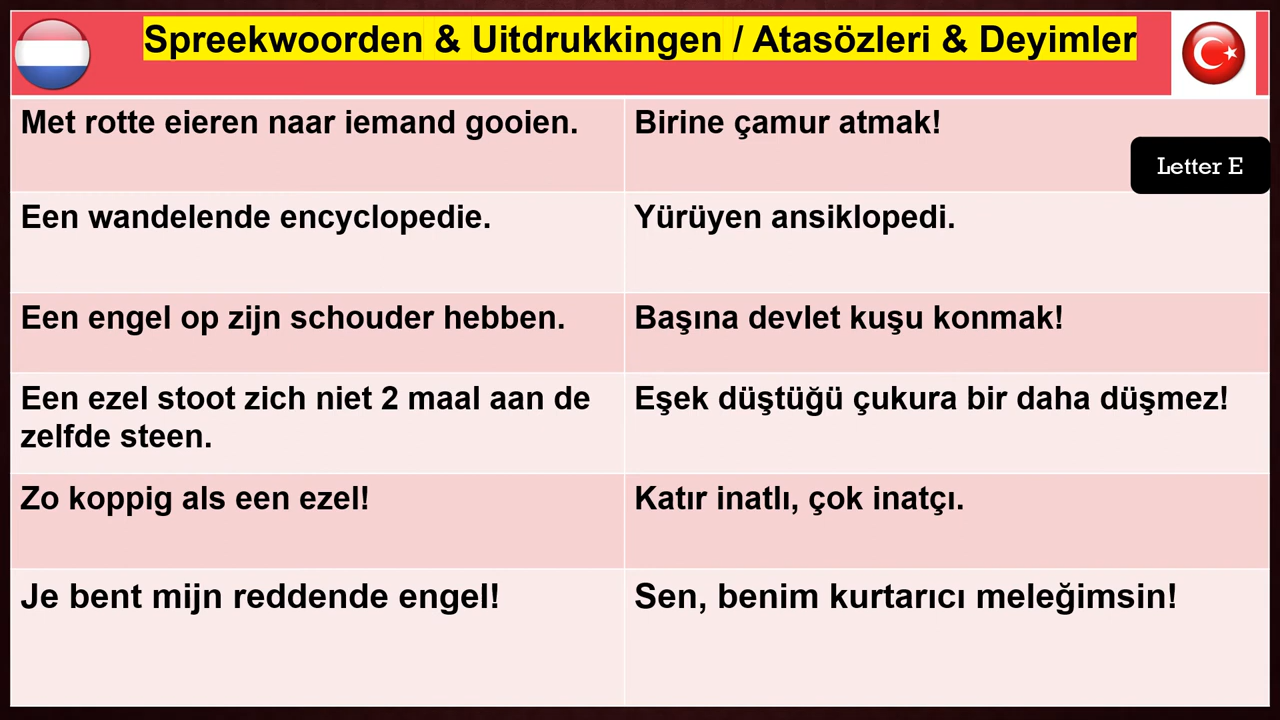 Spreekwoorden & Uitdrukkingen / Atasözleri & Deyimler
Met rotte eieren naar iemand gooien.
Birine çamur atmak!
Letter E
Een wandelende encyclopedie.
Yürüyen ansiklopedi.
Een engel op zijn schouder hebben.
Başına devlet kuşu konmak!
Een ezel stoot zich niet 2 maal aan de
zelfde steen.
Eşek düştüğü çukura bir daha düşmez!
Zo koppig als een ezel!
Katır inatlı, çok inatçı.
Je bent mijn reddende engel!
Sen, benim kurtarıcı meleğimsin!